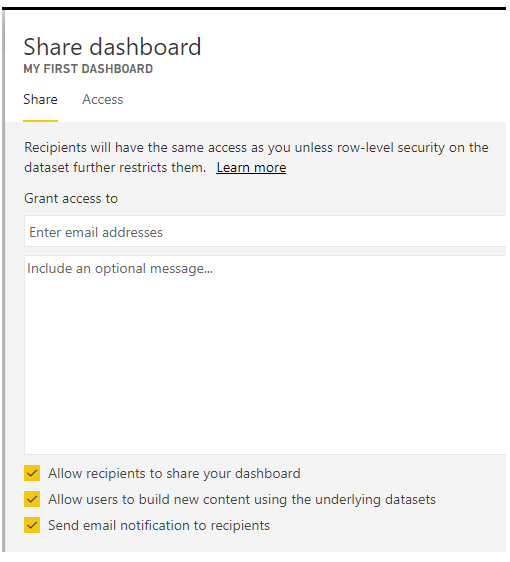 Share dashboard
MY FIRST DASHBOARD
Share Access
Recipients will have the same access as you unless row-level security on the
dataset further restricts them. Learn more
Grant access to
Enter email addresses
Include an optional message...
Allow recipients to share your dashboard
Allow users to build new content using the underlying datasets
Send email notification to recipients